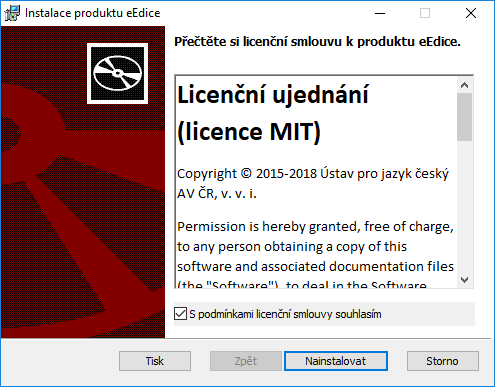 Instalace produktu eEdice
Přečtěte si licenční smlouvu k produktu eEdice.
Licenční ujednání
(licence MIT)
Copyright © 2015-2018 Ústav pro jazyk český
AV ČR, v. v. i.
Permission is hereby granted, free of charge,
to any person obtaining a copy of this
software and associated documentation files
(the "Software"), to deal in the Software
S podmínkami licenční smlouvy souhlasím
Tisk
Zpět
Nainstalovat
Storno